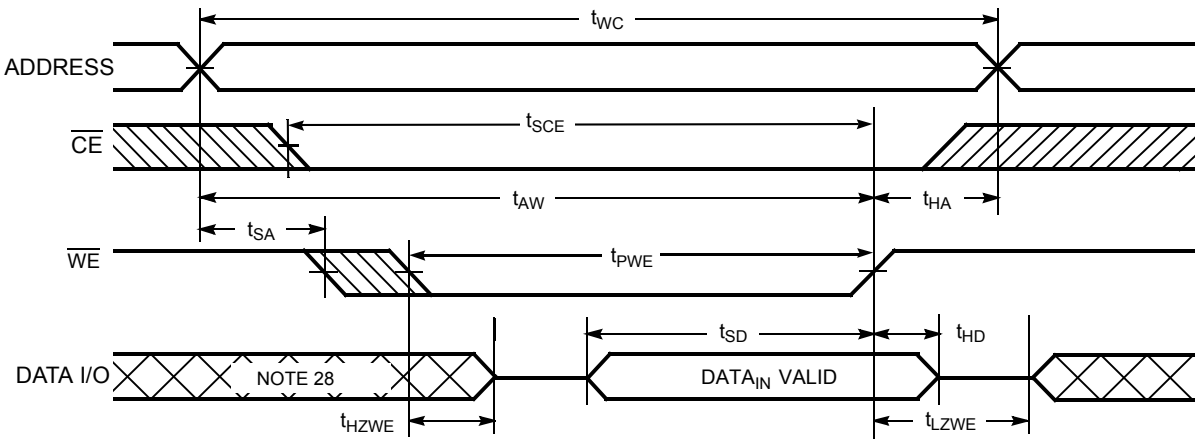 tWC
ADDRESS
CE
tSCE
tAW
tHA
tSA
WE
tPWE
tSD
tHD
DATA I/O
NOTE 28
DATAIN VALID
tHZWE
tLZWE